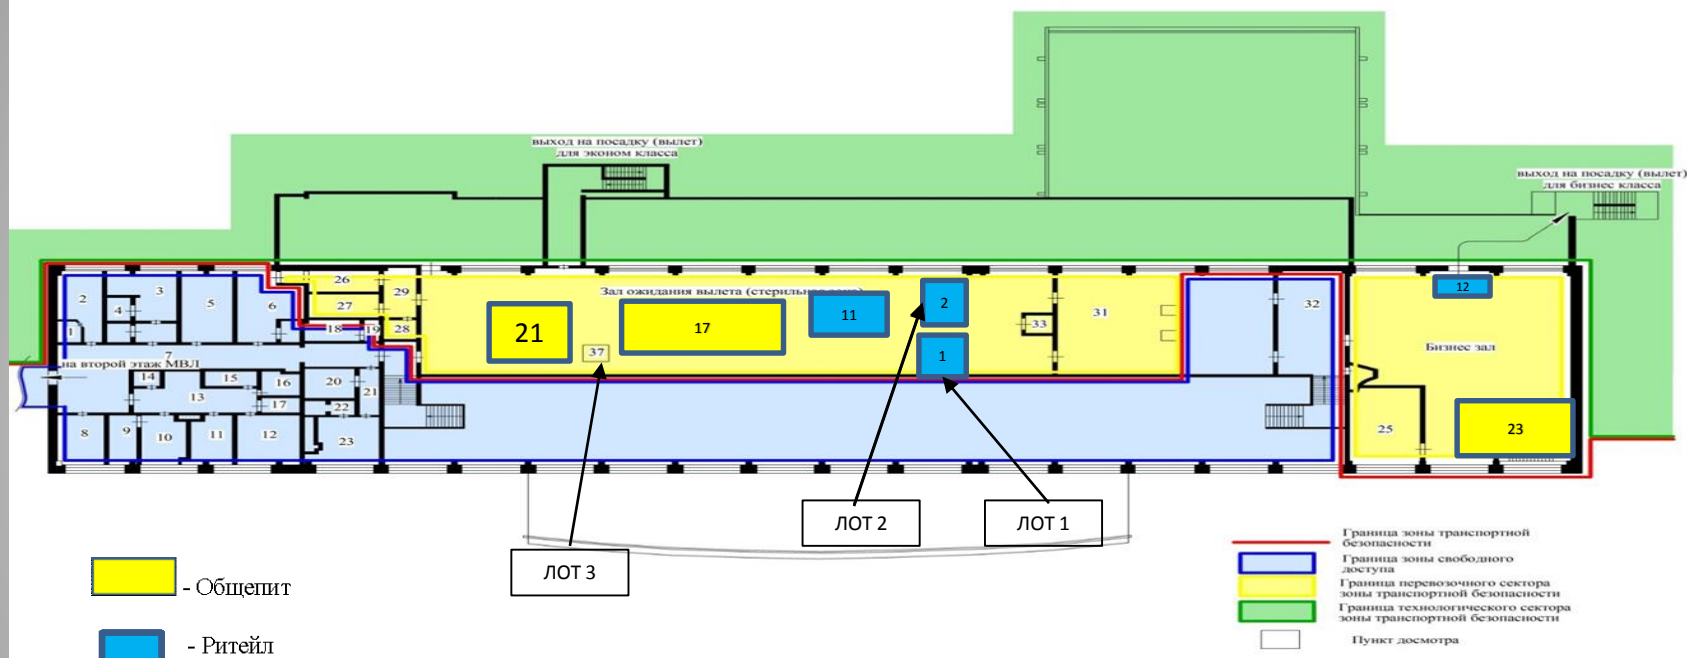 выход на посадку (вылет)
для эконом класса
выход на посадку (вылет)
для бизнес класса
Зал ожидания вылета (стерильная
2
3
4
1
5
6
26
27
18
19
29
28
21
37
17
11
2
1
33
31
32
12
Бизнес зал
25
23
7
на второй этаж МВЛ
14
15
16
13
17
20
21
22
8
9
10
11
12
23
ЛОТ 2
ЛОТ 1
ЛОТ 3
- Общепит
- Ритейл
Граница зоны транспортной
безопасности
Граница зоны свободного
доступа
Граница перевозочного сектора
зоны транспортной безопасности
Граница технологического сектора
зоны транспортной безопасности
Пункт досмотра